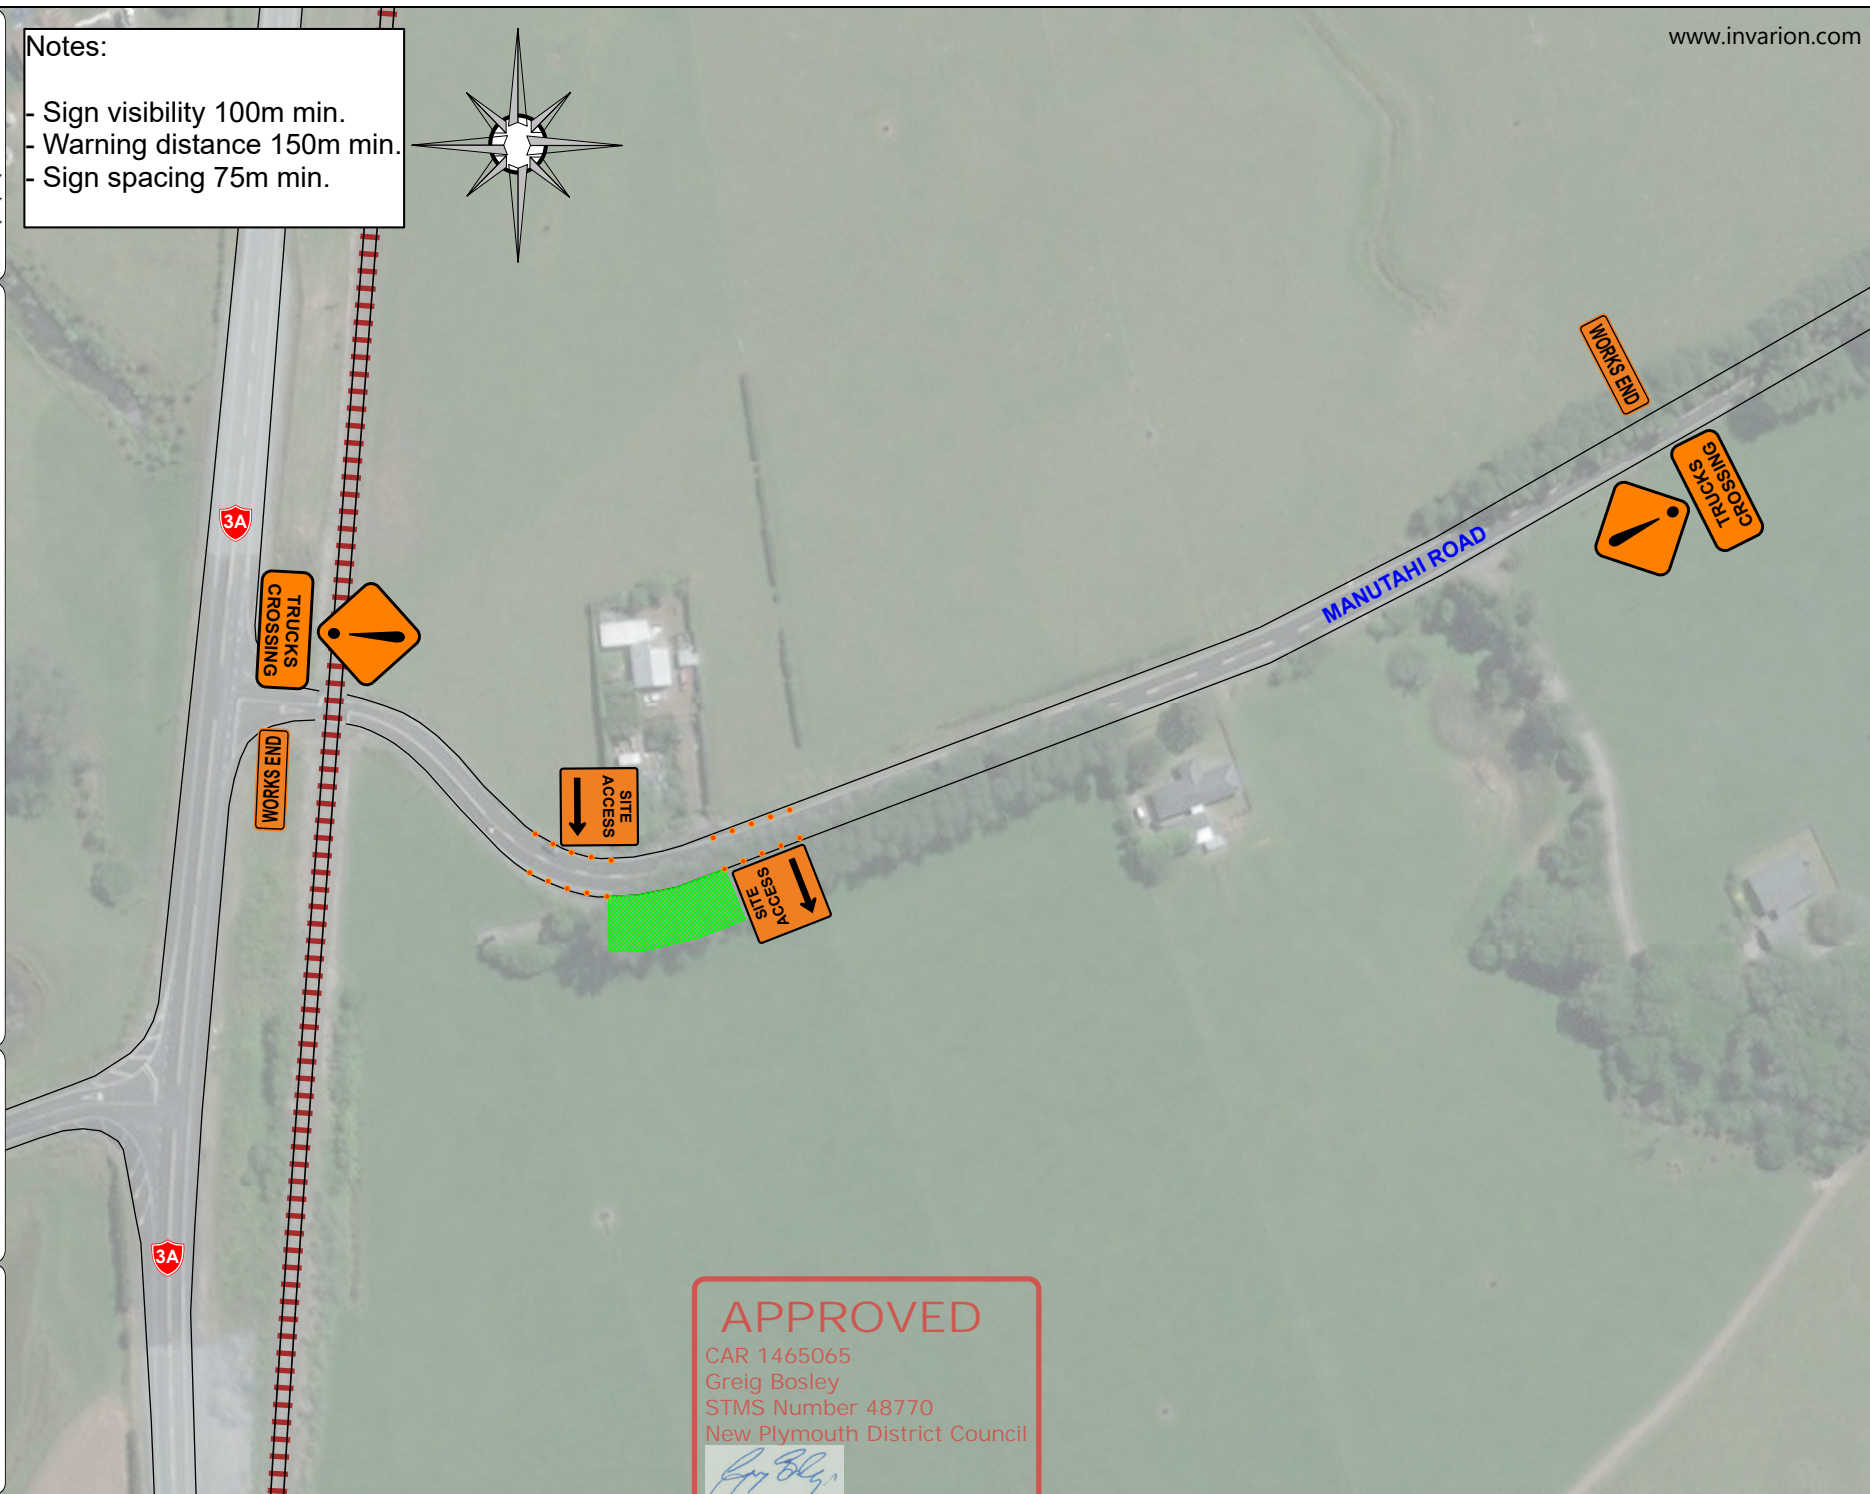 Notes:
- Sign visibility 100m min.
- Warning distance 150m min.
- Sign spacing 75m min.
www.invarion.com
WORKS END
TRUCKS
CROSSING
MANUTAHI ROAD
3A
TRUCKS
CROSSING
WORKS END
SITE
ACCESS
SITE
ACCESS
3A
APPROVED
CAR 1465065
Greig Bosley
STMS Number 48770
New Plymouth District Council